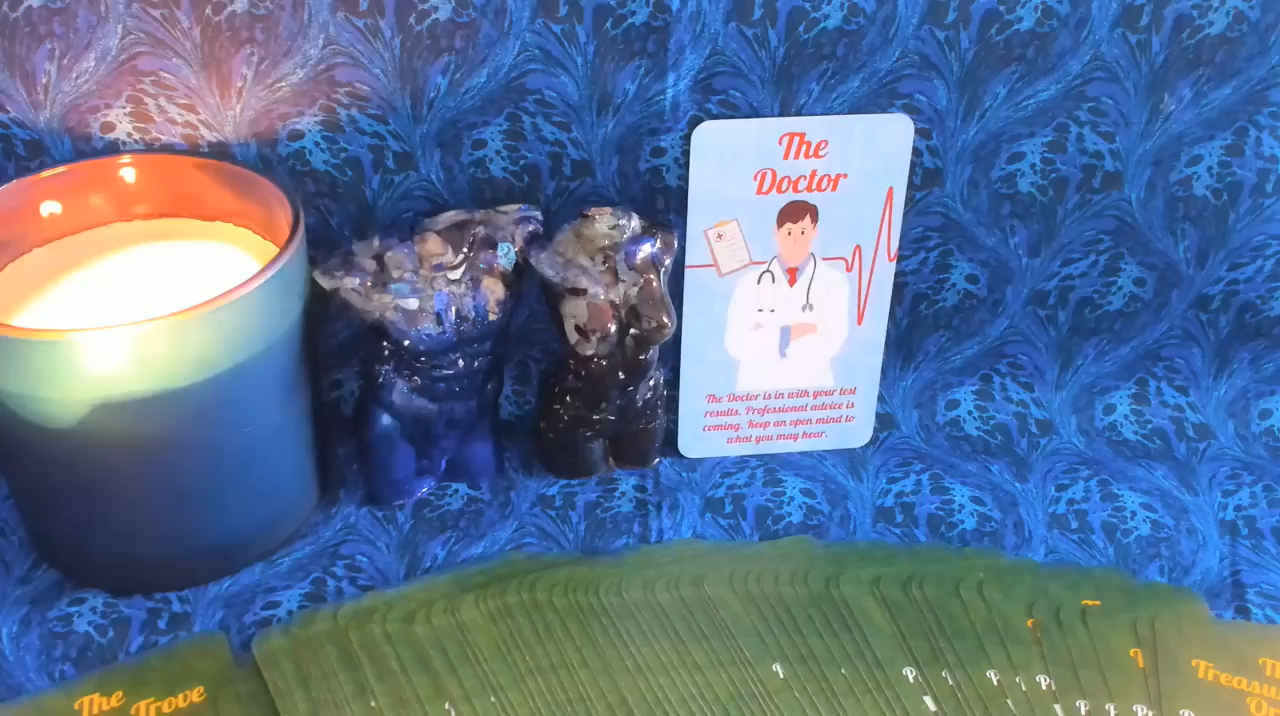 The
Doctor
The Doctor is in with your test
results. Professional advice is
coming. Keep an open mind to
what you may hear.
The
Trove